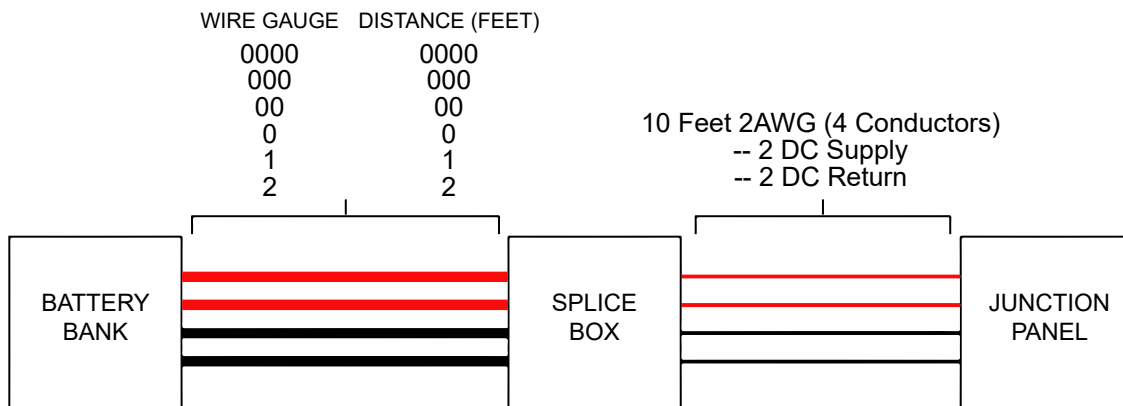 WIRE GAUGE DISTANCE (FEET)
0000 0000
000 000
00 00
0 0
1 1
2 2
10 Feet 2AWG (4 Conductors)
-- 2 DC Supply
-- 2 DC Return
BATTERY
BANK
SPLICE
BOX
JUNCTION
PANEL